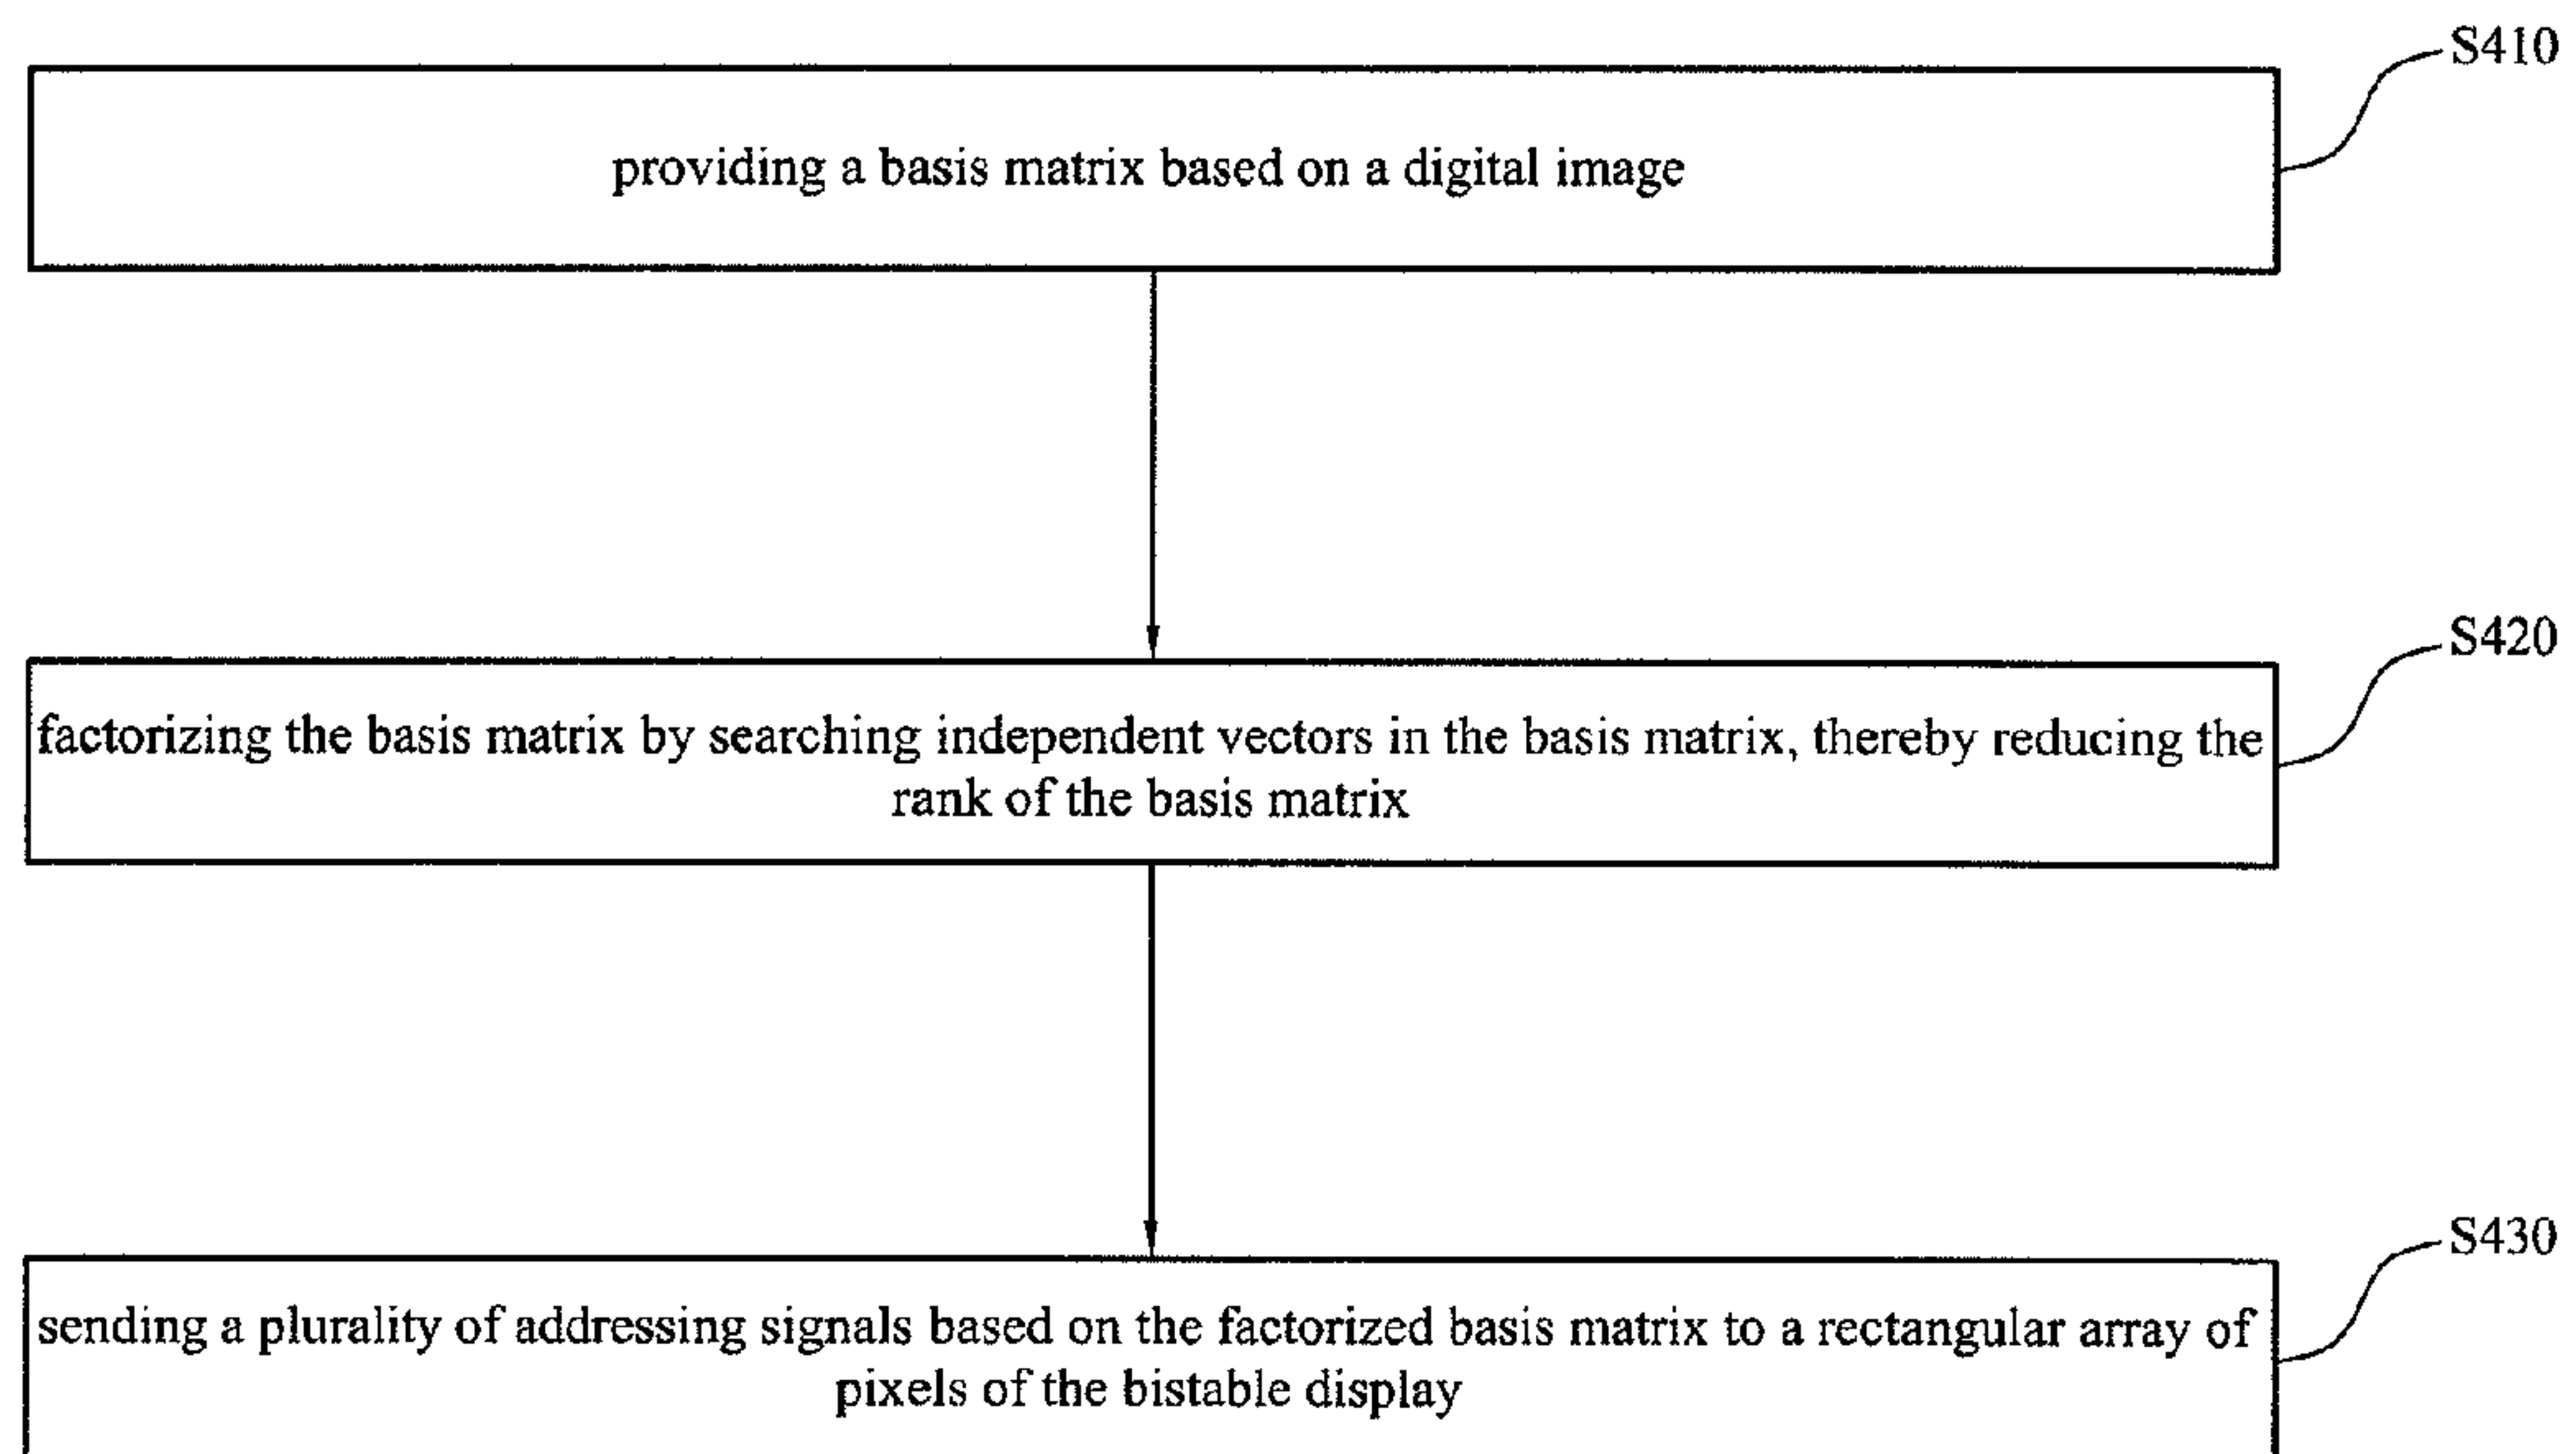 S410
providing a basis matrix based on a digital image
S420
factorizing the basis matrix by searching independent vectors in the basis matrix, thereby reducing the
rank of the basis matrix
S430
sending a plurality of addressing signals based on the factorized basis matrix to a rectangular array of
pixels of the bistable display